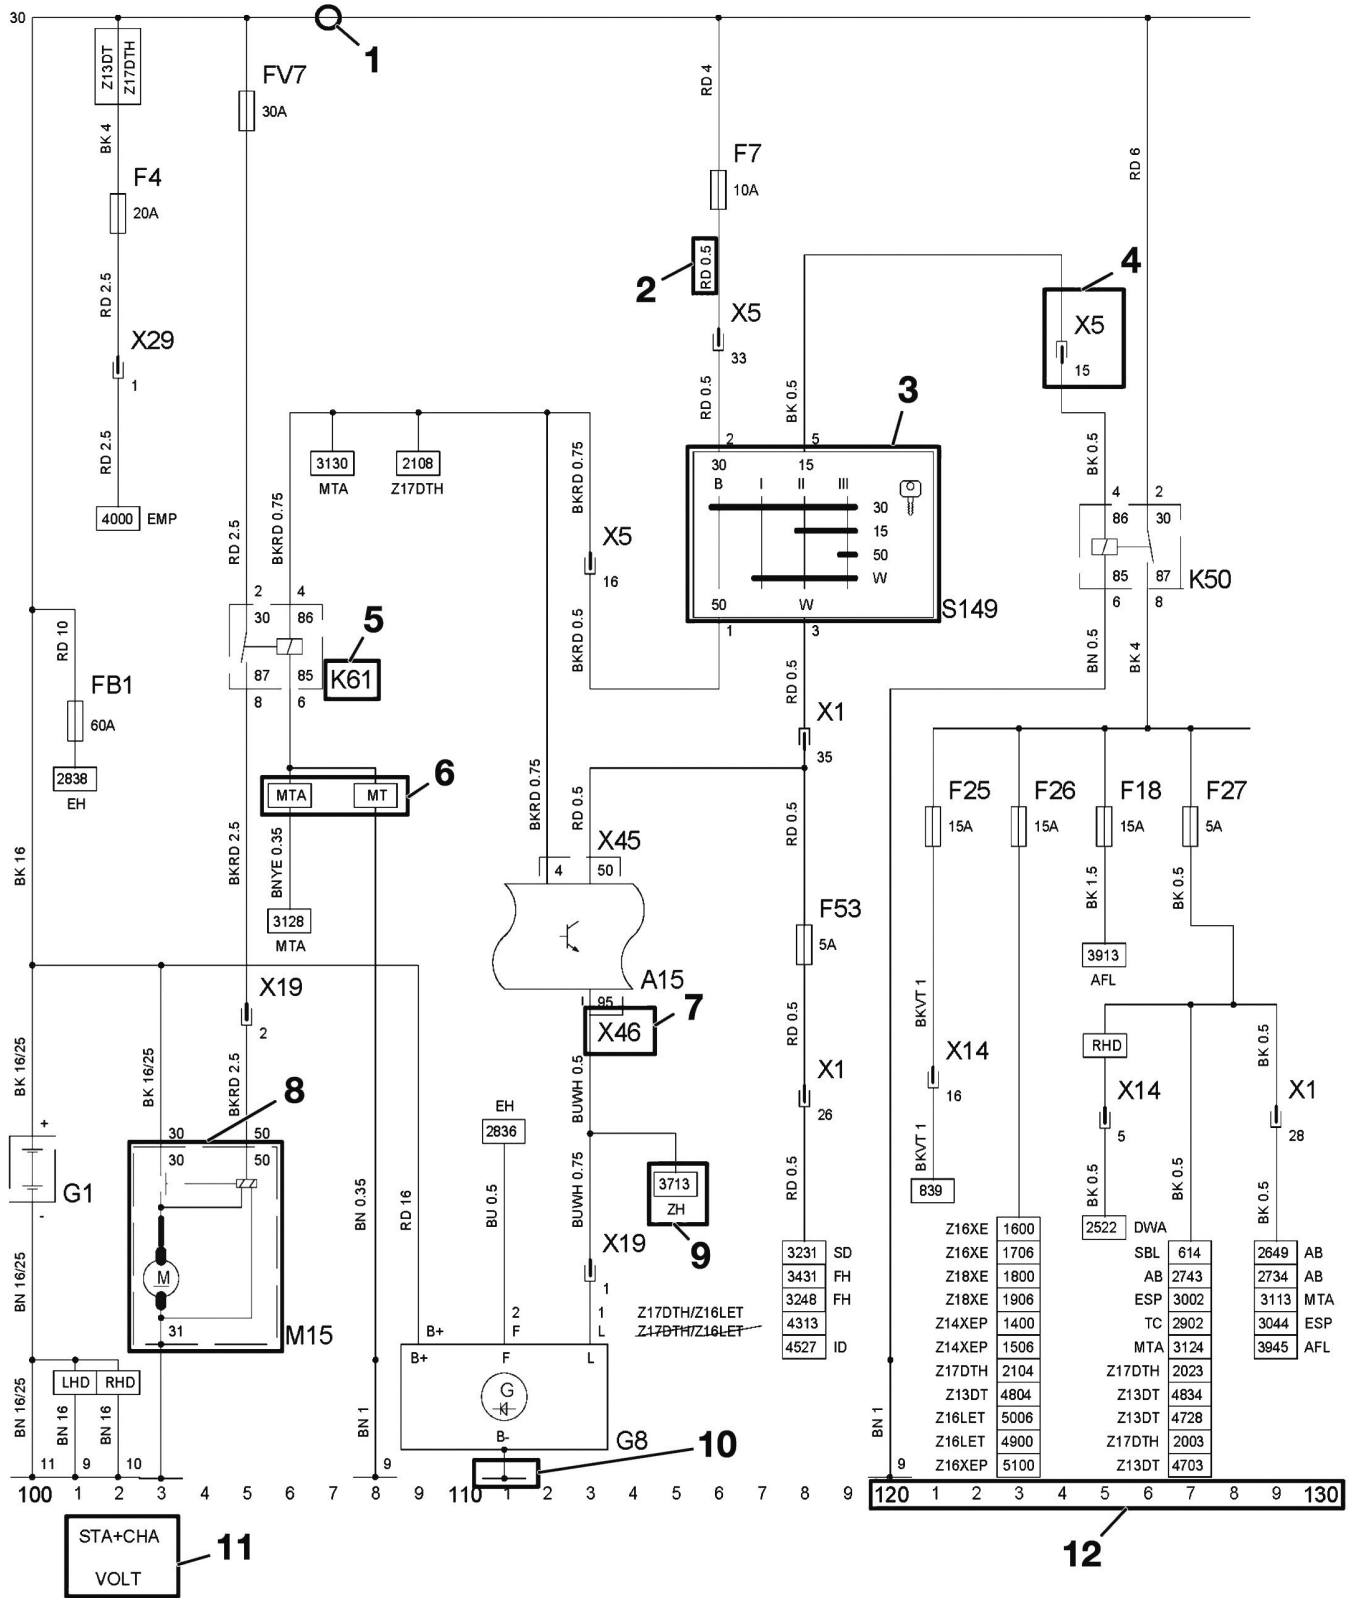 30
1
Z13DT
Z17DTH
FV7
30A
RD 4
BK 4
F7
10A
RD 6
F4
20A
2
RD 0.5
4
X5
15
RD 2.5
X29
1
X5
33
RD 2.5
RD 0.5
BK 0.5
3
2
5
3130
MTA
2108
Z17DTH
BKRD 0.75
BK 0.5
30
15
B
I
II
III
30
15
50
W
50
W
S149
1
3
4000
EMP
RD 2.5
BKRD 0.75
X5
16
4
2
86
30
85
87
K50
6
8
2
4
30
86
87
85
8
6
5
K61
RD 10
FB1
60A
2838
EH
BKRD 0.5
RD 0.5
BN 0.5
BK 4
X1
35
6
MTA
MT
BK 16
BKRD 2.5
BNYE 0.35
3128
MTA
BKRD 0.75
RD 0.5
X45
4
50
A15
RD 0.5
F53
5A
F25
15A
F26
15A
F18
15A
F27
5A
BK 1.5
BK 0.5
3913
AFL
X19
2
95
X46
7
RD 0.5
BKVT 1
RHD
BK 0.5
BK 16/25
BK 16/25
BKRD 2.5
8
BUWH 0.5
X1
26
X14
16
X14
5
X1
28
EH
2836
+
G1
-
30
50
30
50
M
31
M15
BN 0.35
RD 16
BU 0.5
BUWH 0.75
3713
ZH
9
X19
1
RD 0.5
BKVT 1
839
BK 0.5
BK 0.5
BK 0.5
2522
DWA
BN 16/25
Z17DTH/Z16LET
Z17DTH/Z16LET
B+
2
F
1
L
B+
F
L
G
B-
G8
10
3231 SD
3431 FH
3248 FH
4313
4527 ID
Z16XE 1600
Z16XE 1706
Z18XE 1800
Z18XE 1906
Z14XEP 1400
Z14XEP 1506
Z17DTH 2104
Z13DT 4804
Z16LET 5006
Z16LET 4900
Z16XEP 5100
SBL 614
AB 2743
ESP 3002
TC 2902
MTA 3124
Z17DTH 2023
Z13DT 4834
Z13DT 4728
Z17DTH 2003
Z13DT 4703
2649 AB
2734 AB
3113 MTA
3044 ESP
3945 AFL
LHD
RHD
BN 16/25
BN 16
BN 16
BN 1
BN 1
11
9
10
9
9
100 1 2 3 4 5 6 7 8 9 110 1 2 3 4 5 6 7 8 9 120 1 2 3 4 5 6 7 8 9 130
STA+CHA
VOLT
11
12